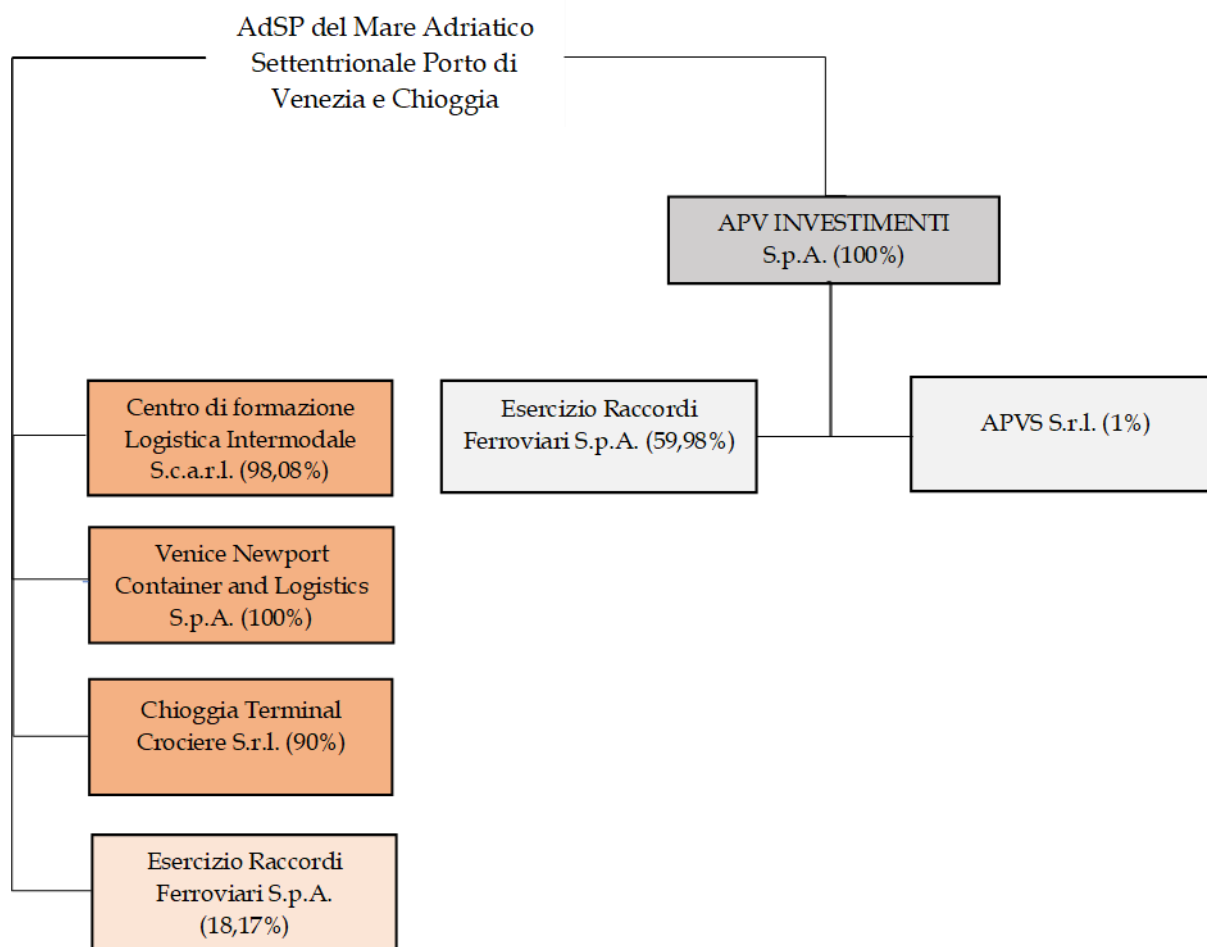 AdSP del Mare Adriatico
Settentrionale Porto di
Venezia e Chioggia
APV INVESTIMENTI
S.p.A. (100%)
Centro di formazione
Logistica Intermodale
S.c.a.r.l. (98,08%)
Esercizio Raccordi
Ferroviari S.p.A. (59,98%)
APVS S.r.l. (1%)
Venice Newport
Container and Logistics
S.p.A. (100%)
Chioggia Terminal
Crociere S.r.l. (90%)
Esercizio Raccordi
Ferroviari S.p.A.
(18,17%)